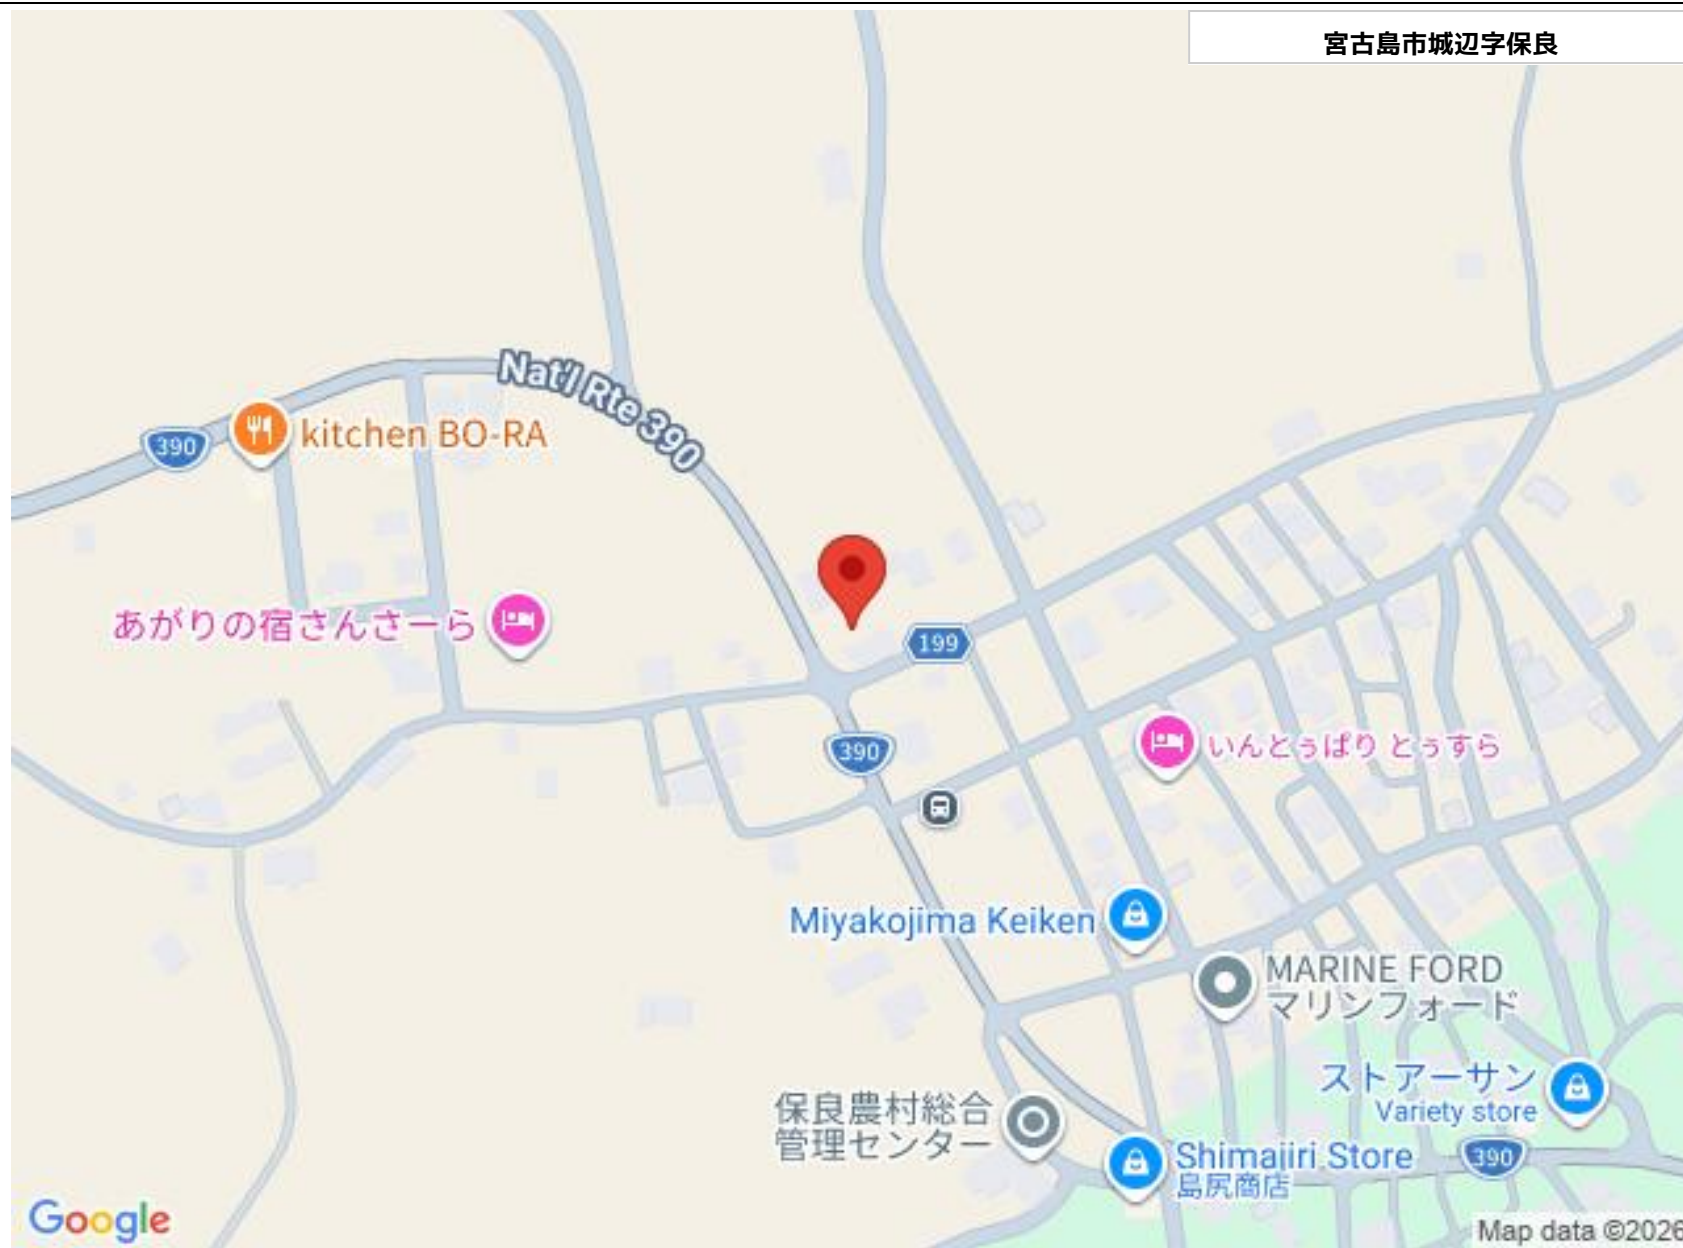 宮古島市城辺字保良
Nat'l Rte 390
390
kitchen BO-RA
あがりの宿さんさーら
199
390
いんとぅぱり とぅすら
Miyakojima Keiken
MARINE FORD
マリンフォード
ストアーサン
Variety store
保良農村総合
管理センター
Shimajiri Store
島尻商店
390
Google
Map data ©2026